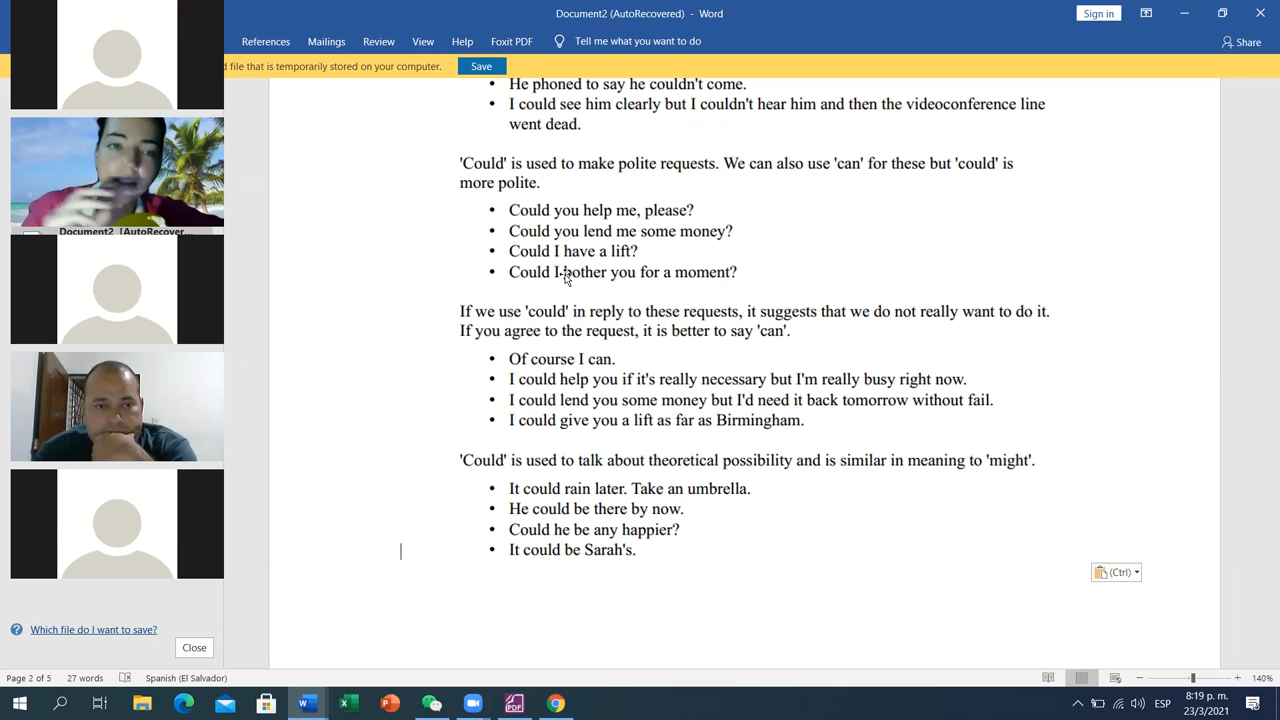 Document2 (AutoRecovered) - Word
Sign in
References Mailings Review View Help Foxit PDF Tell me what you want to do
Share
file that is temporarily stored on your computer. Save
• He phoned to say he couldn't come.
• I could see him clearly but I couldn't hear him and then the videoconference line
went dead.
'Could' is used to make polite requests. We can also use 'can' for these but 'could' is
more polite.
• Could you help me, please?
• Could you lend me some money?
• Could I have a lift?
• Could I bother you for a moment?
If we use 'could' in reply to these requests, it suggests that we do not really want to do it.
If you agree to the request, it is better to say 'can'.
• Of course I can.
• I could help you if it's really necessary but I'm really busy right now.
• I could lend you some money but I'd need it back tomorrow without fail.
• I could give you a lift as far as Birmingham.
'Could' is used to talk about theoretical possibility and is similar in meaning to 'might'.
• It could rain later. Take an umbrella.
• He could be there by now.
• Could he be any happier?
• It could be Sarah's.
(Ctrl)
Document2 [AutoRecover...
Which file do I want to save?
Close
Page 2 of 5 27 words Spanish (El Salvador)
140%
ESP
8:19 p. m.
23/3/2021